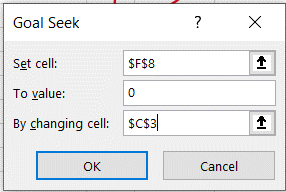 Goal Seek ? ×
Set cell: $F$8
To value: 0
By changing cell: $C$3
OK Cancel